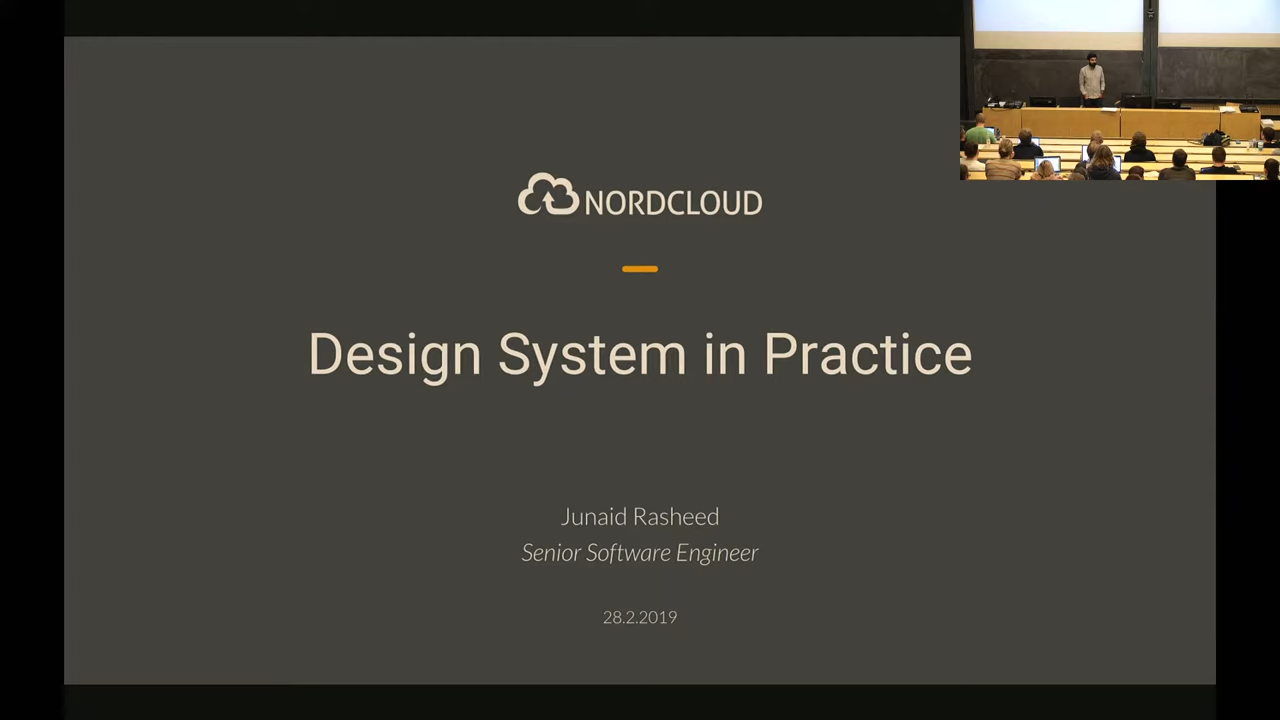 NORDCLOUD
Design System in Practice
Junaid Rasheed
Senior Software Engineer
28.2.2019